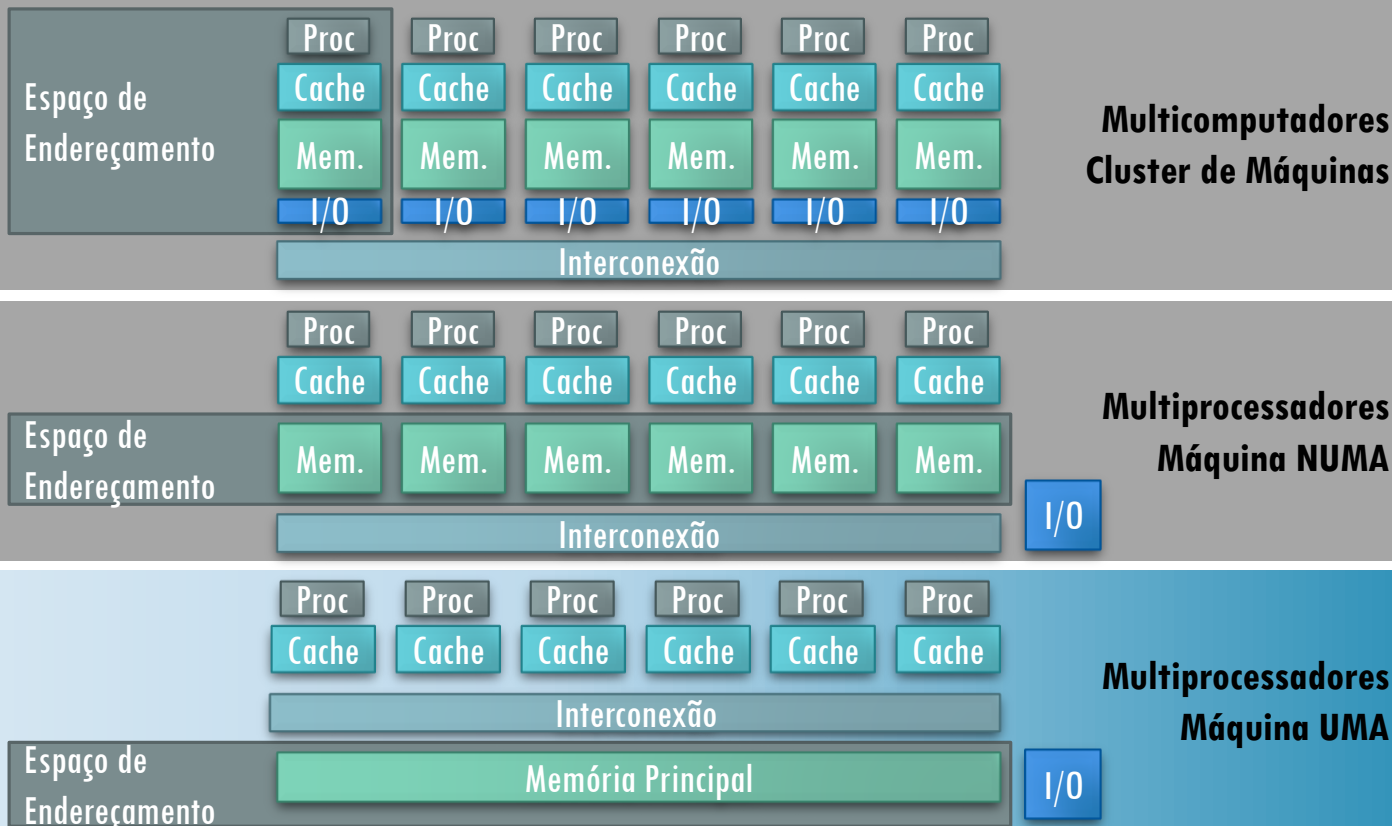 Proc Proc Proc Proc Proc Proc
Cache Cache Cache Cache Cache Cache
Espaço de
Endereçamento
Mem. Mem. Mem. Mem. Mem. Mem.
I/O I/O I/O I/O I/O I/O
Interconexão
Multicomputadores
Cluster de Máquinas
Proc Proc Proc Proc Proc Proc
Cache Cache Cache Cache Cache Cache
Espaço de
Endereçamento
Mem. Mem. Mem. Mem. Mem. Mem.
Interconexão
I/O
Multiprocessadores
Máquina NUMA
Proc Proc Proc Proc Proc Proc
Cache Cache Cache Cache Cache Cache
Interconexão
Espaço de
Endereçamento
Memória Principal
I/O
Multiprocessadores
Máquina UMA